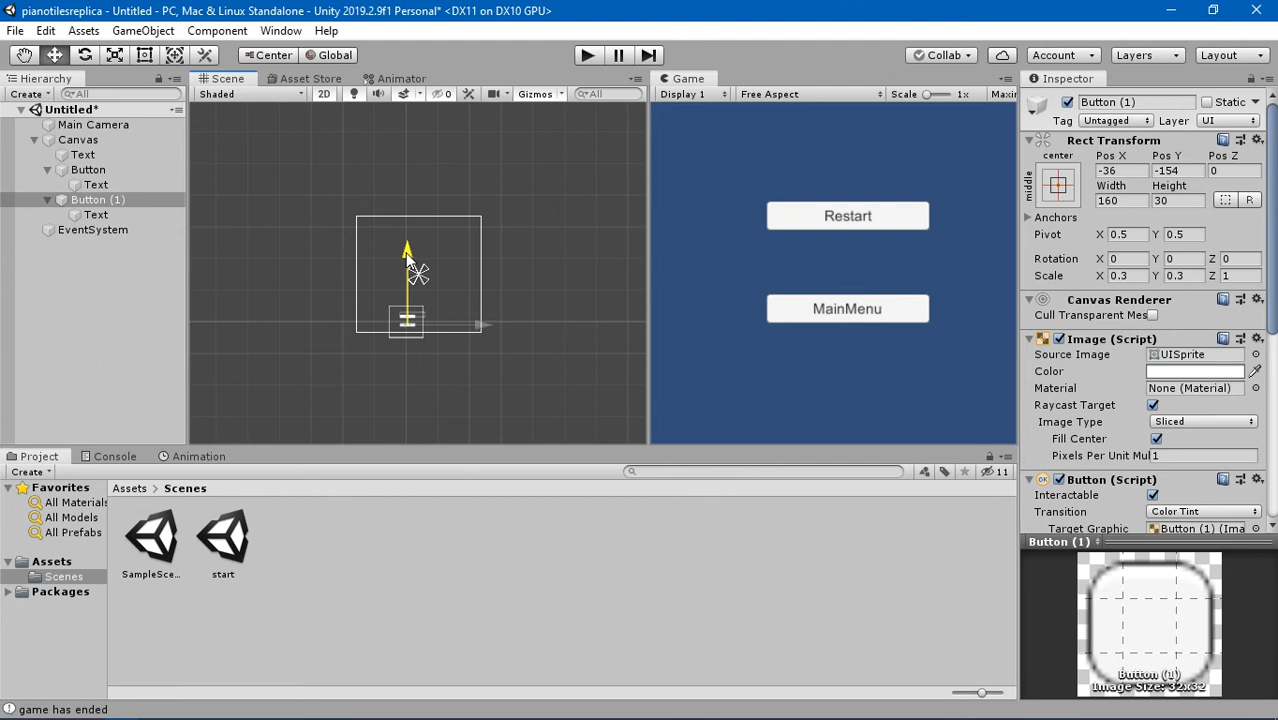 pianotilesreplica - Untitled - PC, Mac & Linux Standalone - Unity 2019.2.9f1 Personal* <DX11 on DX10 GPU>
File Edit Assets GameObject Component Window Help
Center Global Collab Account Layers Layout
Hierarchy Scene Asset Store Animator Game Inspector
Create All Shaded 2D 0 Gizmos All Display 1 Free Aspect Scale 1x Maxin
Untitled*
Main Camera
Canvas
Text
Button
Text
Button (1)
Text
EventSystem
Restart
MainMenu
Button (1) Static
Tag Untagged Layer UI
Rect Transform
center Pos X Pos Y Pos Z
middle -36 -154 0
Width Height
160 30 R
Anchors
Pivot X 0.5 Y 0.5
Rotation X 0 Y 0 Z 0
Scale X 0.3 Y 0.3 Z 1
Canvas Renderer
Cull Transparent Mes
Image (Script)
Source Image UISprite
Color
Material None (Material)
Raycast Target
Image Type Sliced
Fill Center
Pixels Per Unit Mul 1
Button (Script)
Interactable
Transition Color Tint
Target Graphic Button (1) (Ima
Button (1)
Button (1)
Image Size: 32x32
Project Console Animation
Create 11
Favorites
All Materials
All Models
All Prefabs
Assets
Scenes
Packages
Assets > Scenes
SampleSce... start
game has ended